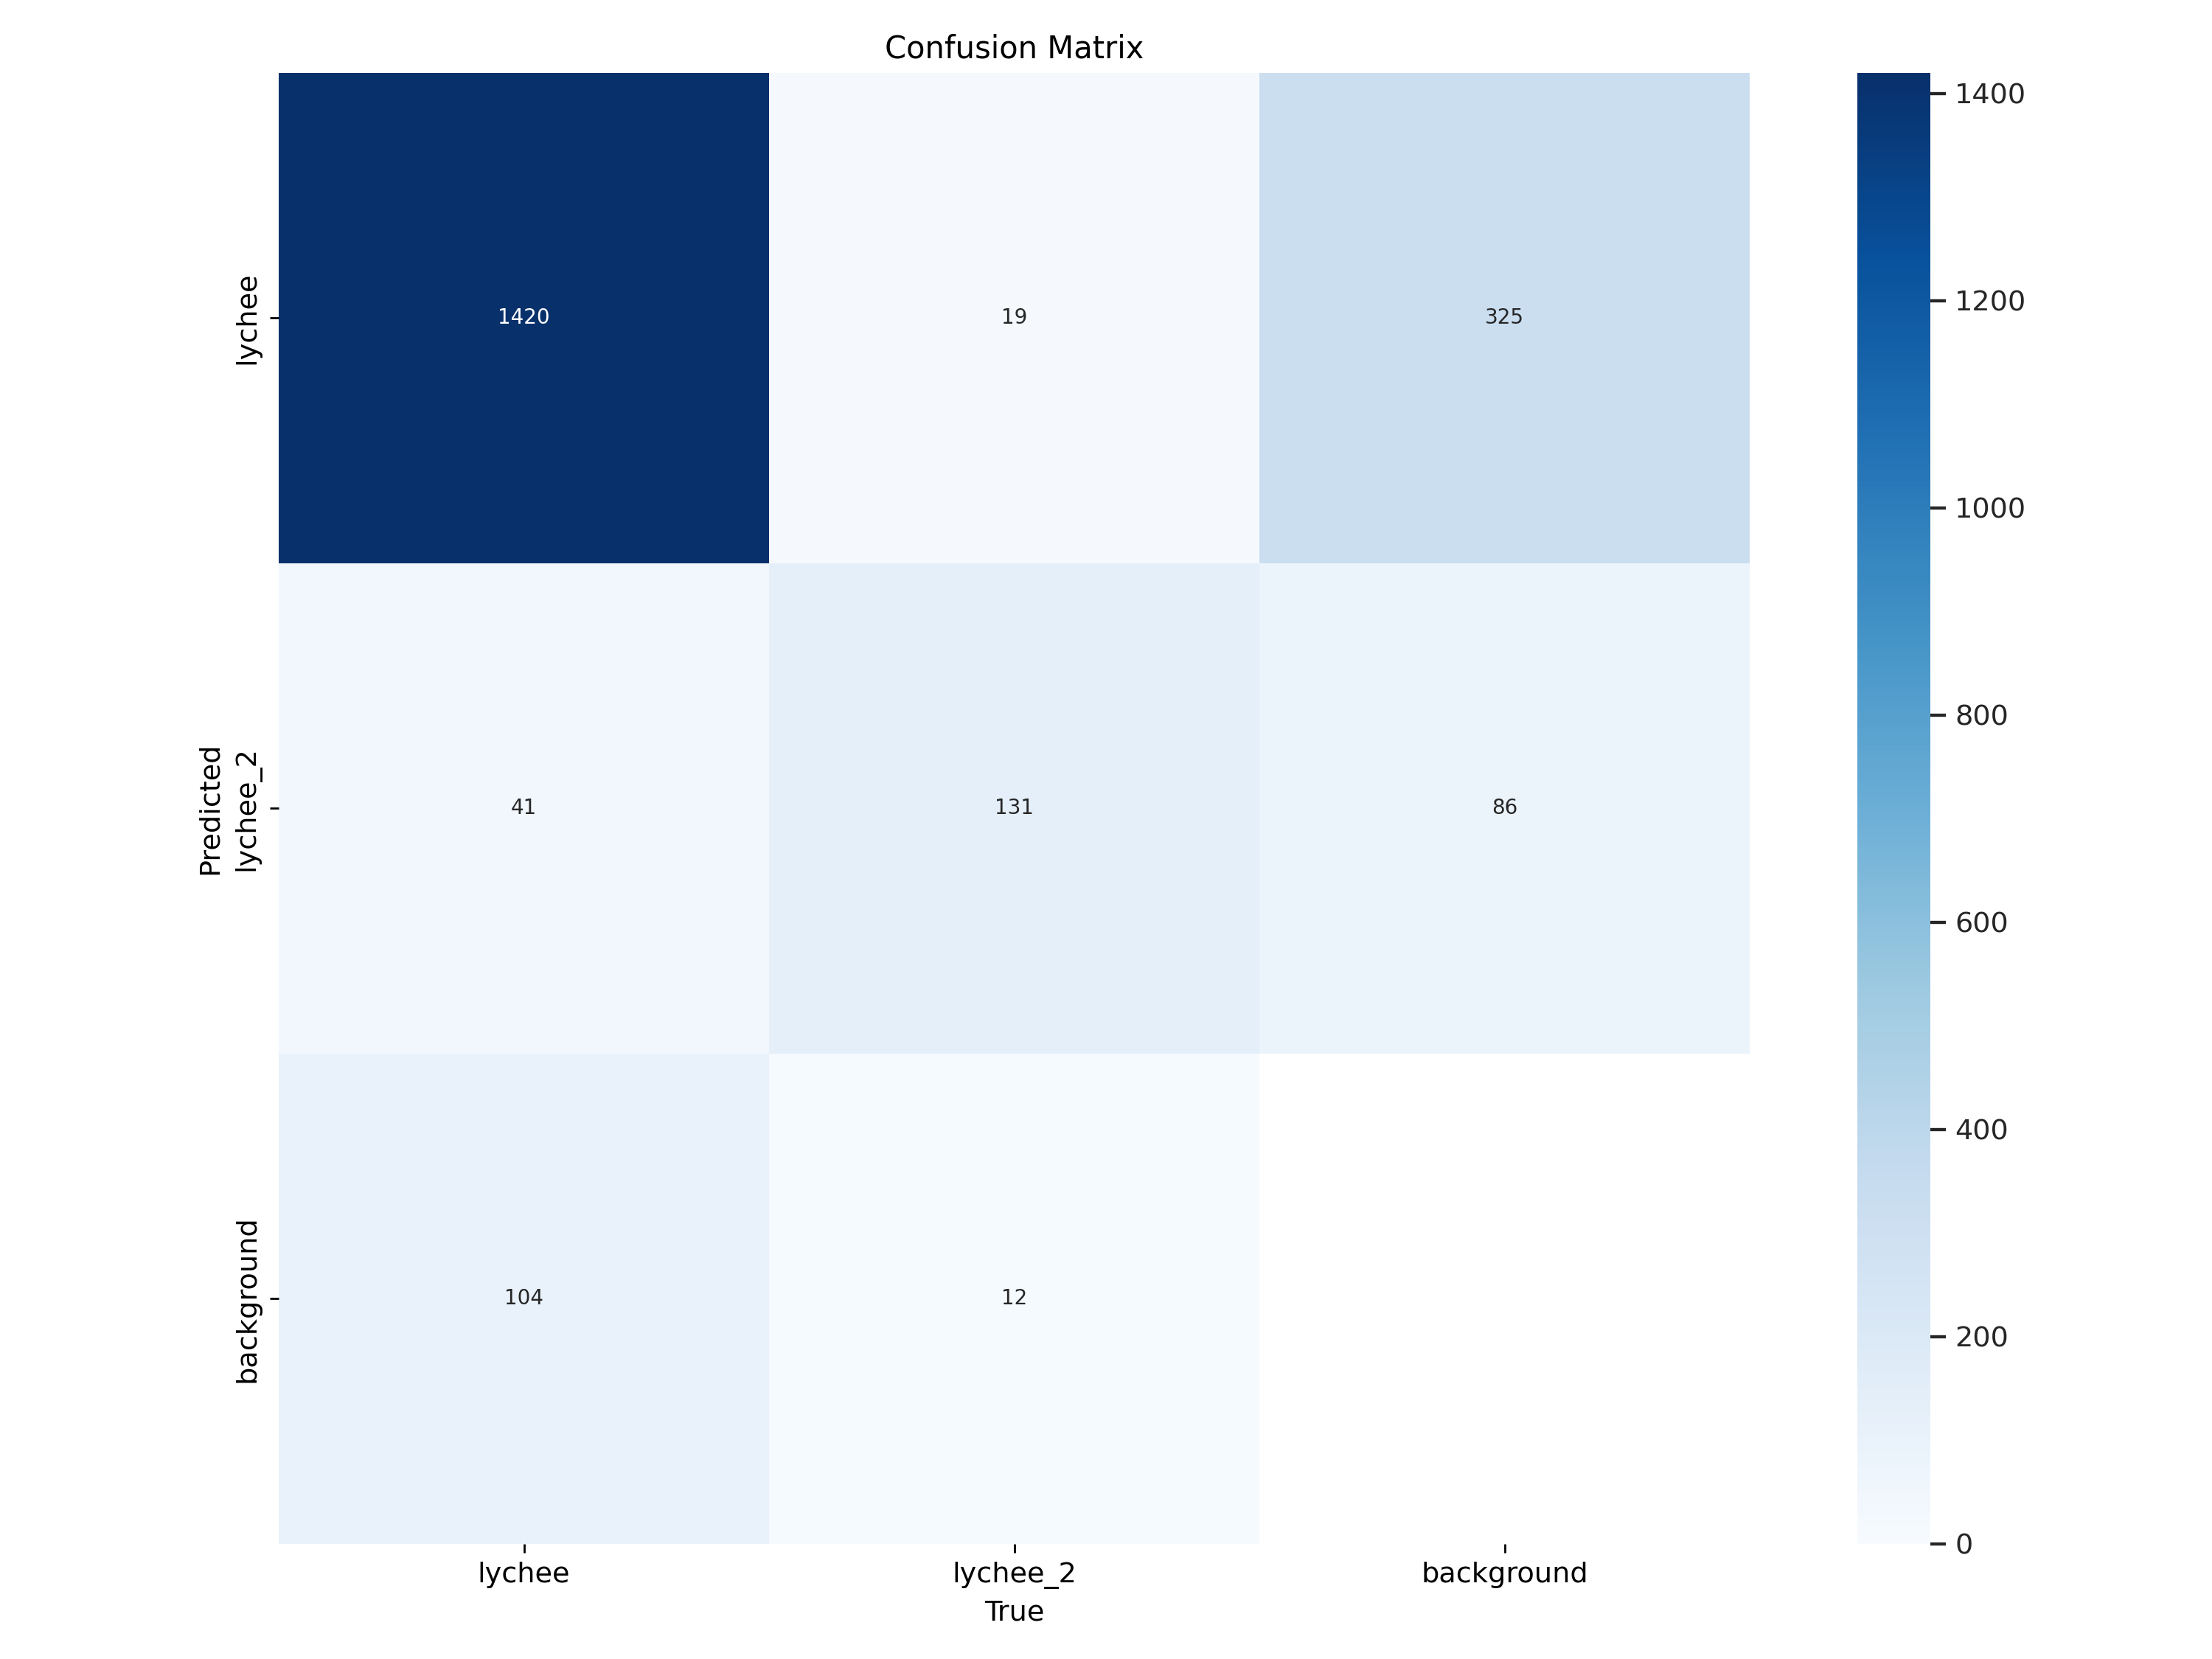 Confusion Matrix
lychee
1420
19
325
1400
1200
1000
800
600
400
200
0
Predicted
lychee_2
41
131
86
background
104
12
lychee
lychee_2
background
True